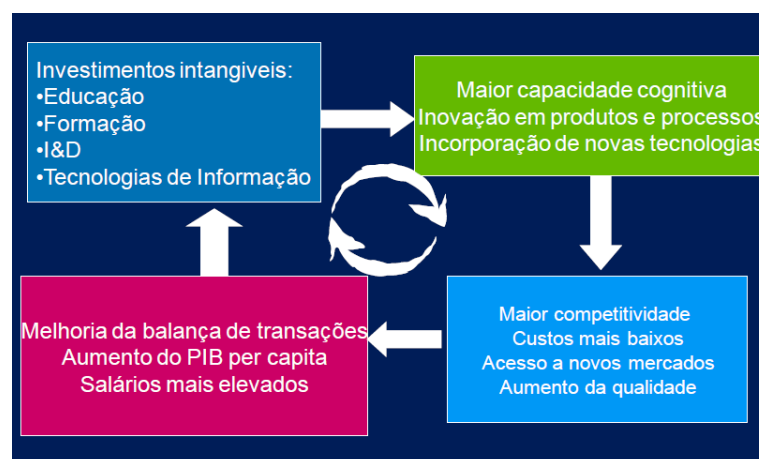 Investimentos intangiveis:
•Educação
•Formação
•I&D
•Tecnologias de Informação
Maior capacidade cognitiva
Inovação em produtos e processos
Incorporação de novas tecnologias
Maior competitividade
Custos mais baixos
Acesso a novos mercados
Aumento da qualidade
Melhoria da balança de transações
Aumento do PIB per capita
Salários mais elevados